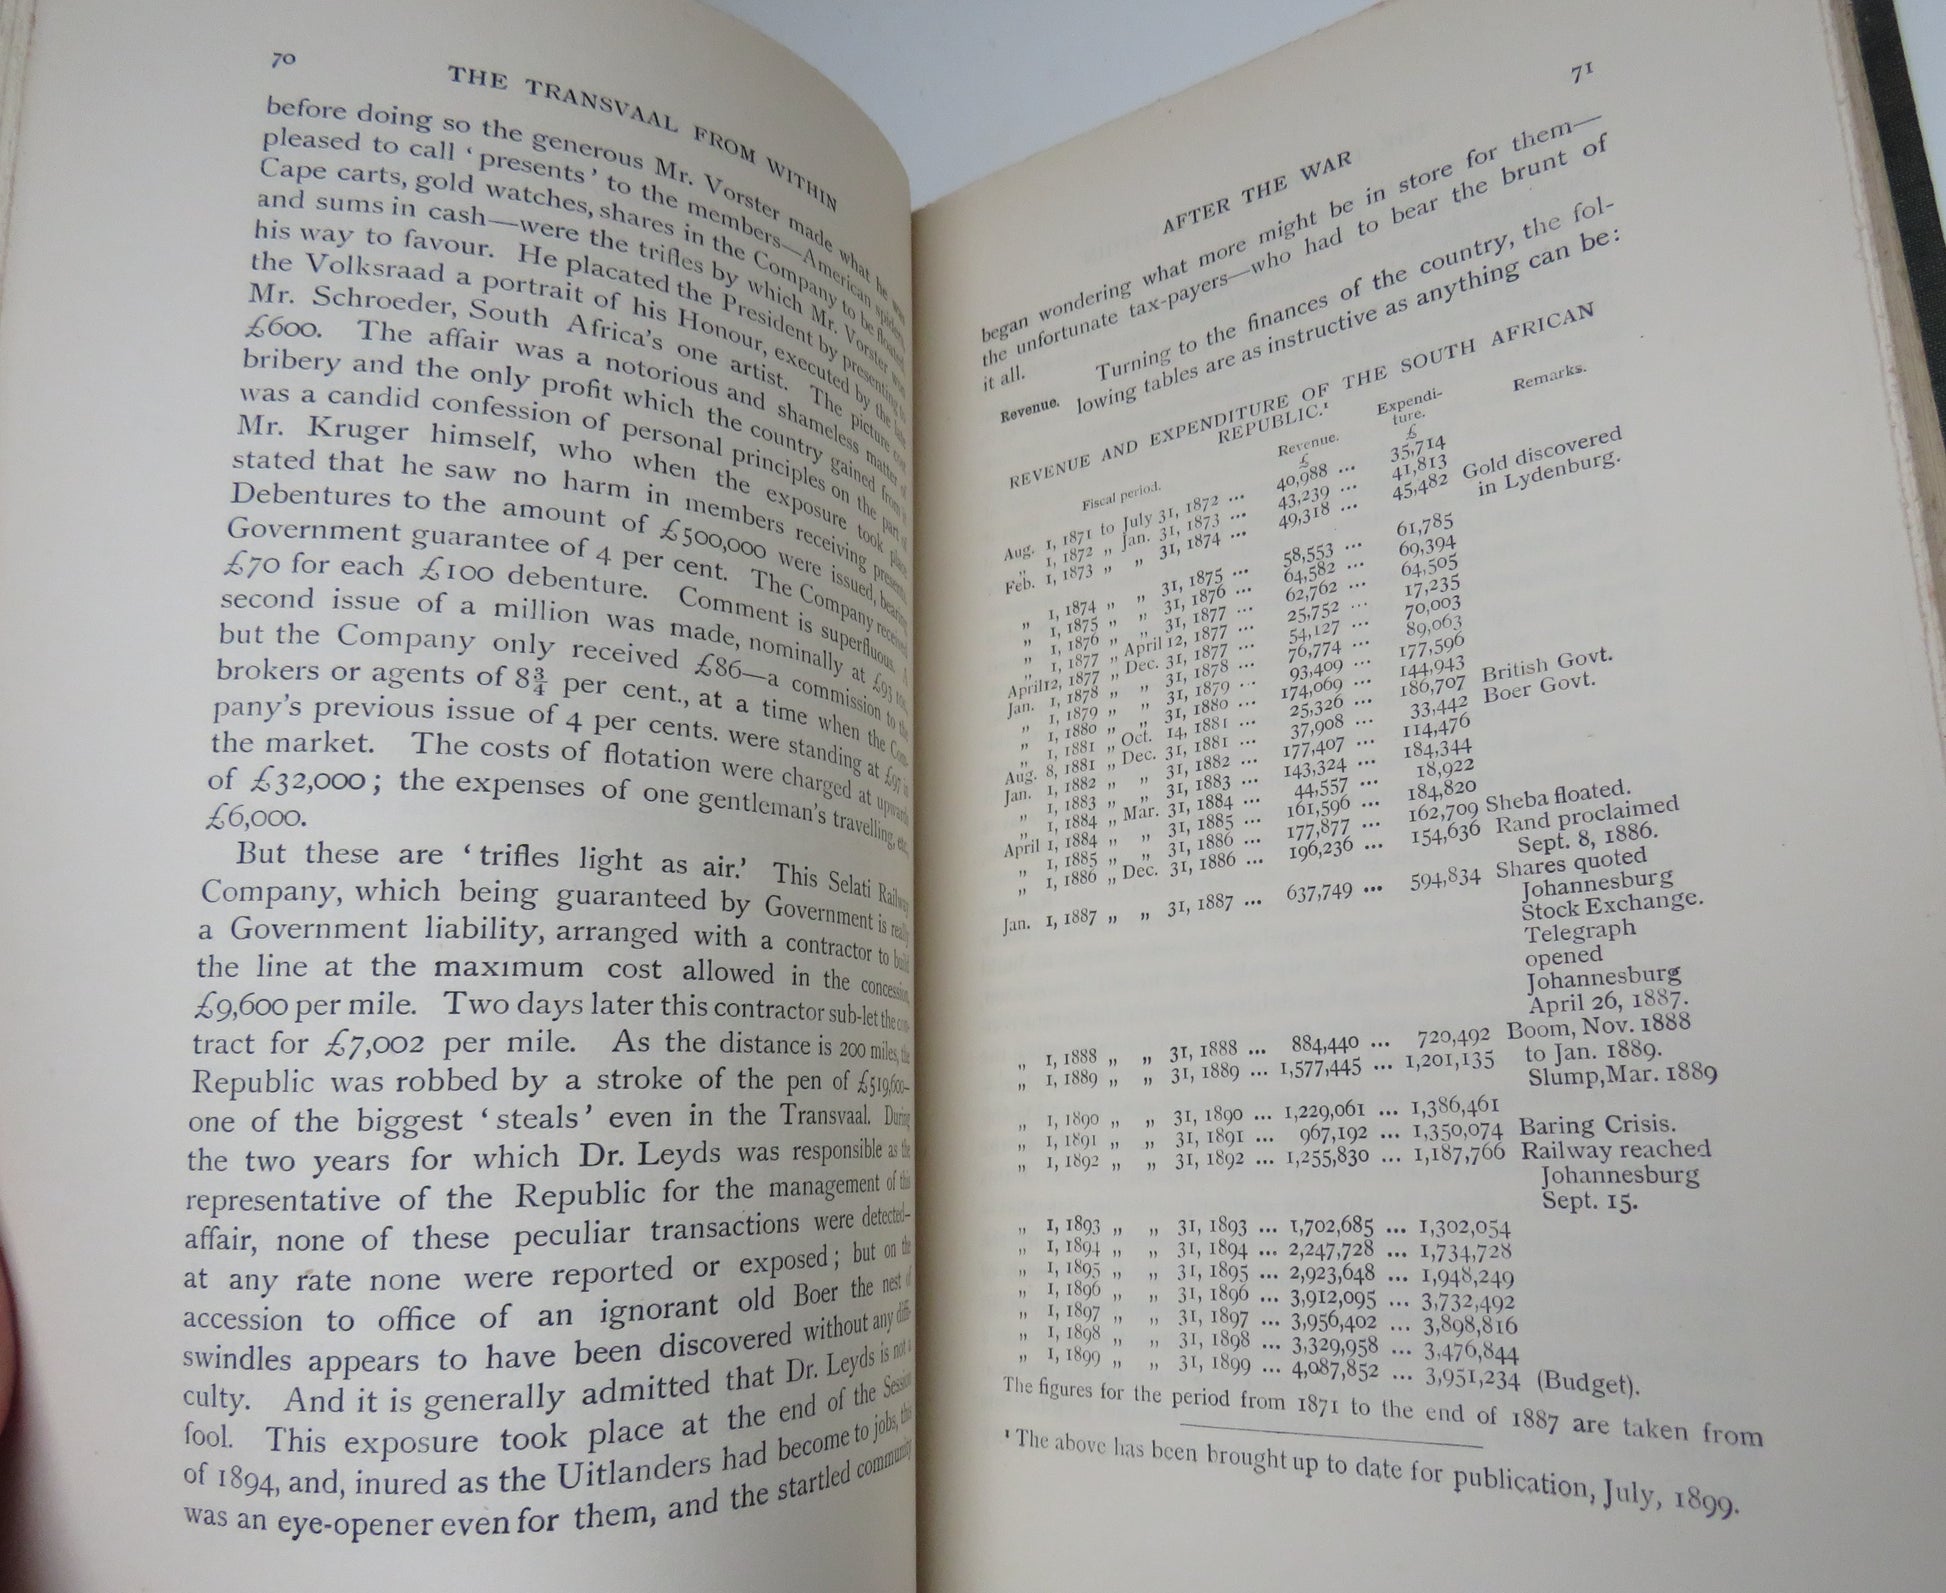 70
THE TRANSVAAL FROM WITHIN
before doing so the generous Mr. Vorster made what he was
pleased to call ‘presents’ to the members—American spiders,
Cape carts, gold watches, shares in the Company to be floated,
and sums in cash—were the trifles by which Mr. Vorster won
his way to favour. He placated the President by presenting to
the Volksraad a portrait of his Honour, executed by the late
Mr. Schroeder, South Africa's one artist. The picture cost
£600. The affair was a notorious and shameless matter of
bribery and the only profit which the country gained from it
was a candid confession of personal principles on the part of
Mr. Kruger himself, who when the exposure took place
stated that he saw no harm in members receiving presents.
Debentures to the amount of £500,000 were issued, bearing
Government guarantee of 4 per cent. The Company received
£70 for each £100 debenture. Comment is superfluous. A
second issue of a million was made, nominally at £93 10s.,
but the Company only received £86—a commission to the
brokers or agents of 8¾ per cent., at a time when the Com-
pany's previous issue of 4 per cents. were standing at £97 in
the market. The costs of flotation were charged at upwards
of £32,000; the expenses of one gentleman's travelling, etc.,
£6,000.
But these are ‘trifles light as air.’ This Selati Railway
Company, which being guaranteed by Government is really
a Government liability, arranged with a contractor to build
the line at the maximum cost allowed in the concession,
£9,600 per mile. Two days later this contractor sub-let the con-
tract for £7,002 per mile. As the distance is 200 miles, the
Republic was robbed by a stroke of the pen of £519,600—
one of the biggest ‘steals’ even in the Transvaal. During
the two years for which Dr. Leyds was responsible as the
representative of the Republic for the management of this
affair, none of these peculiar transactions were detected—
at any rate none were reported or exposed; but on the
accession to office of an ignorant old Boer the nest of
swindles appears to have been discovered without any diffi-
culty. And it is generally admitted that Dr. Leyds is not a
fool. This exposure took place at the end of the Session
of 1894, and, inured as the Uitlanders had become to jobs, this
was an eye-opener even for them, and the startled community
71
AFTER THE WAR
began wondering what more might be in store for them—
the unfortunate tax-payers—who had to bear the brunt of
it all.
Revenue. Turning to the finances of the country, the fol-
lowing tables are as instructive as anything can be:
REVENUE AND EXPENDITURE OF THE SOUTH AFRICAN
REPUBLIC.¹
Fiscal period. Revenue. Expendi- Remarks.
ture.
£ £
Aug. 1, 1871 to July 31, 1872 ... 40,988 ... 35,714
„ 1, 1872 „ Jan. 31, 1873 ... 43,239 ... 41,813
Feb. 1, 1873 „ „ 31, 1874 ... 49,318 ... 45,482 Gold discovered
in Lydenburg.
„ 1, 1874 „ „ 31, 1875 ... 58,553 ... 61,785
„ 1, 1875 „ „ 31, 1876 ... 64,582 ... 69,394
„ 1, 1876 „ „ 31, 1877 ... 62,762 ... 64,505
„ 1, 1877 „ April 12, 1877 ... 25,752 ... 17,235
April 12, 1877 „ Dec. 31, 1877 ... 54,127 ... 70,003
Jan. 1, 1878 „ „ 31, 1878 ... 76,774 ... 89,063
„ 1, 1879 „ „ 31, 1879 ... 93,409 ... 177,596
„ 1, 1880 „ „ 31, 1880 ... 174,069 ... 144,943
„ 1, 1881 „ Oct. 14, 1881 ... 25,326 ... 186,707 British Govt.
Aug. 8, 1881 „ Dec. 31, 1881 ... 37,908 ... 33,442 Boer Govt.
Jan. 1, 1882 „ „ 31, 1882 ... 177,407 ... 114,476
„ 1, 1883 „ „ 31, 1883 ... 143,324 ... 184,344
„ 1, 1884 „ Mar. 31, 1884 ... 44,557 ... 18,922
April 1, 1884 „ „ 31, 1885 ... 161,596 ... 184,820
„ 1, 1885 „ „ 31, 1886 ... 177,877 ... 162,709 Sheba floated.
„ 1, 1886 „ Dec. 31, 1886 ... 196,236 ... 154,636 Rand proclaimed
Sept. 8, 1886.
Jan. 1, 1887 „ „ 31, 1887 ... 637,749 ... 594,834 Shares quoted
Johannesburg
Stock Exchange.
Telegraph
opened
Johannesburg
April 26, 1887.
„ 1, 1888 „ „ 31, 1888 ... 884,440 ... 720,492 Boom, Nov. 1888
„ 1, 1889 „ „ 31, 1889 ... 1,577,445 ... 1,201,135 to Jan. 1889.
Slump, Mar. 1889
„ 1, 1890 „ „ 31, 1890 ... 1,229,061 ... 1,386,461
„ 1, 1891 „ „ 31, 1891 ... 967,192 ... 1,350,074 Baring Crisis.
„ 1, 1892 „ „ 31, 1892 ... 1,255,830 ... 1,187,766 Railway reached
Johannesburg
Sept. 15.
„ 1, 1893 „ „ 31, 1893 ... 1,702,685 ... 1,302,054
„ 1, 1894 „ „ 31, 1894 ... 2,247,728 ... 1,734,728
„ 1, 1895 „ „ 31, 1895 ... 2,923,648 ... 1,948,249
„ 1, 1896 „ „ 31, 1896 ... 3,912,095 ... 3,732,492
„ 1, 1897 „ „ 31, 1897 ... 3,956,402 ... 3,898,816
„ 1, 1898 „ „ 31, 1898 ... 3,329,958 ... 3,476,844
„ 1, 1899 „ „ 31, 1899 ... 4,087,852 ... 3,951,234 (Budget).
The figures for the period from 1871 to the end of 1887 are taken from
¹ The above has been brought up to date for publication, July, 1899.